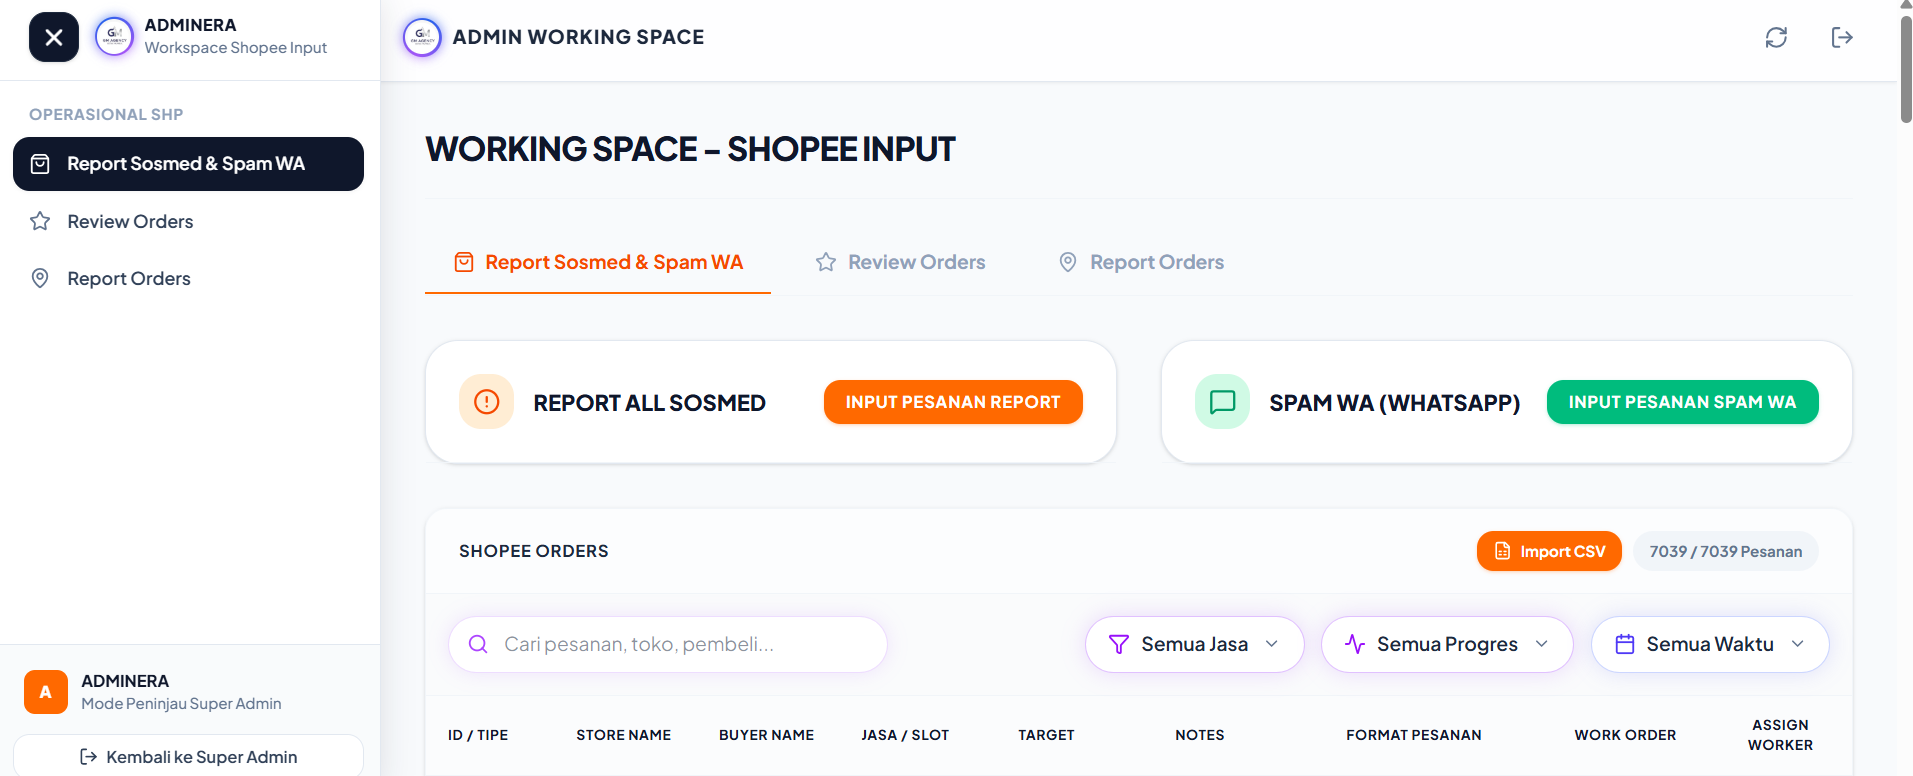 ADMINERA
Workspace Shopee Input
OPERASIONAL SHP
Report Sosmed & Spam WA
Review Orders
Report Orders
ADMINERA
A
Mode Peninjau Super Admin
Kembali ke Super Admin
GM
ADMIN WORKING SPACE
WORKING SPACE – SHOPEE INPUT
Report Sosmed & Spam WA
Review Orders
Report Orders
REPORT ALL SOSMED
INPUT PESANAN REPORT
SPAM WA (WHATSAPP)
INPUT PESANAN SPAM WA
SHOPEE ORDERS
Import CSV
7039 / 7039 Pesanan
Cari pesanan, toko, pembeli...
Semua Jasa
Semua Progres
Semua Waktu
ID / TIPE
STORE NAME
BUYER NAME
JASA / SLOT
TARGET
NOTES
FORMAT PESANAN
WORK ORDER
ASSIGN
WORKER